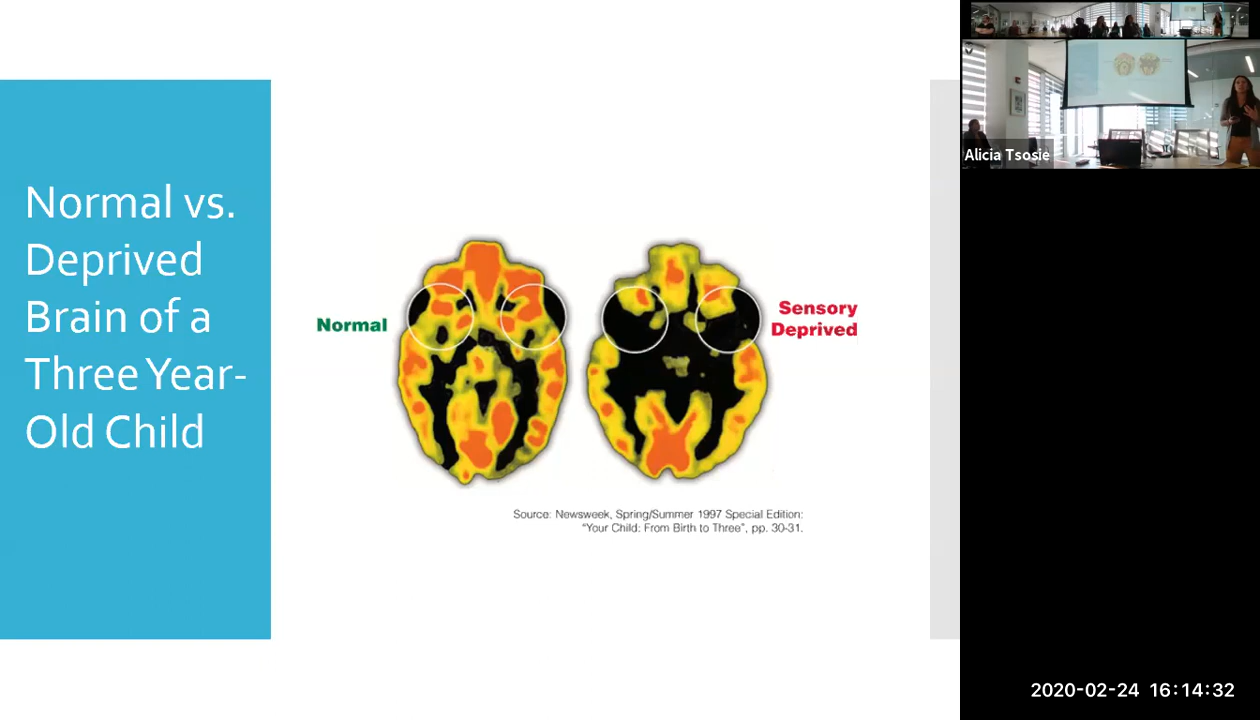 Normal vs.
Deprived
Brain of a
Three Year-
Old Child
Normal
Sensory
Deprived
Source: Newsweek, Spring/Summer 1997 Special Edition:
“Your Child: From Birth to Three”, pp. 30-31.
Alicia Tsosie
2020-02-24 16:14:32